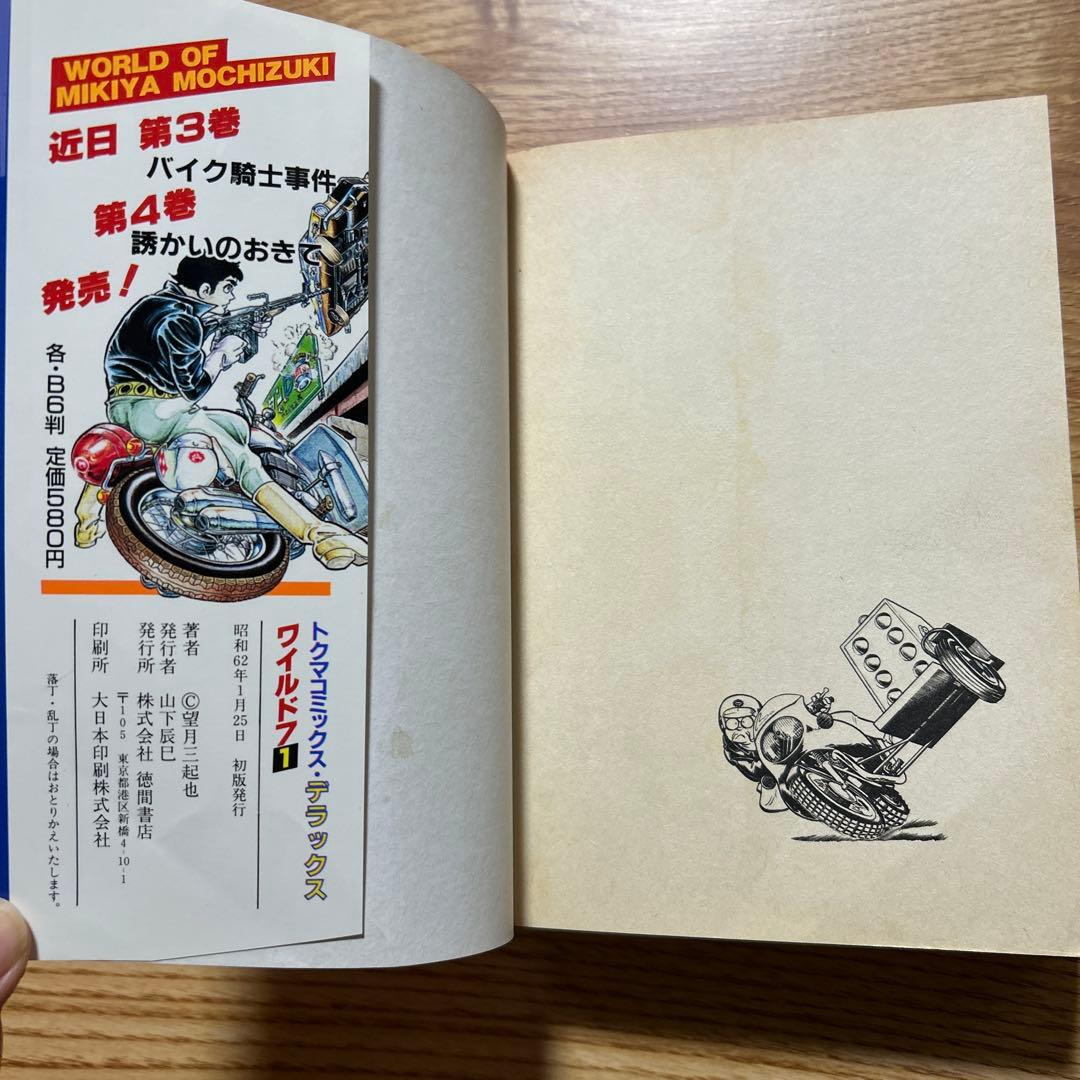 WORLD OF
MIKIYA MOCHIZUKI
近日 第3巻
バイク騎士事件
第4巻
誘かいのおきて
発売!
各・B6判 定価580円
トクマコミックス・デラックス
ワイルド7 1
昭和62年1月25日 初版発行
著者 ©望月三起也
発行者 山下辰巳
発行所 株式会社 徳間書店
〒105 東京都港区新橋4-10-1
印刷所 大日本印刷株式会社
落丁・乱丁の場合はおとりかえいたします。